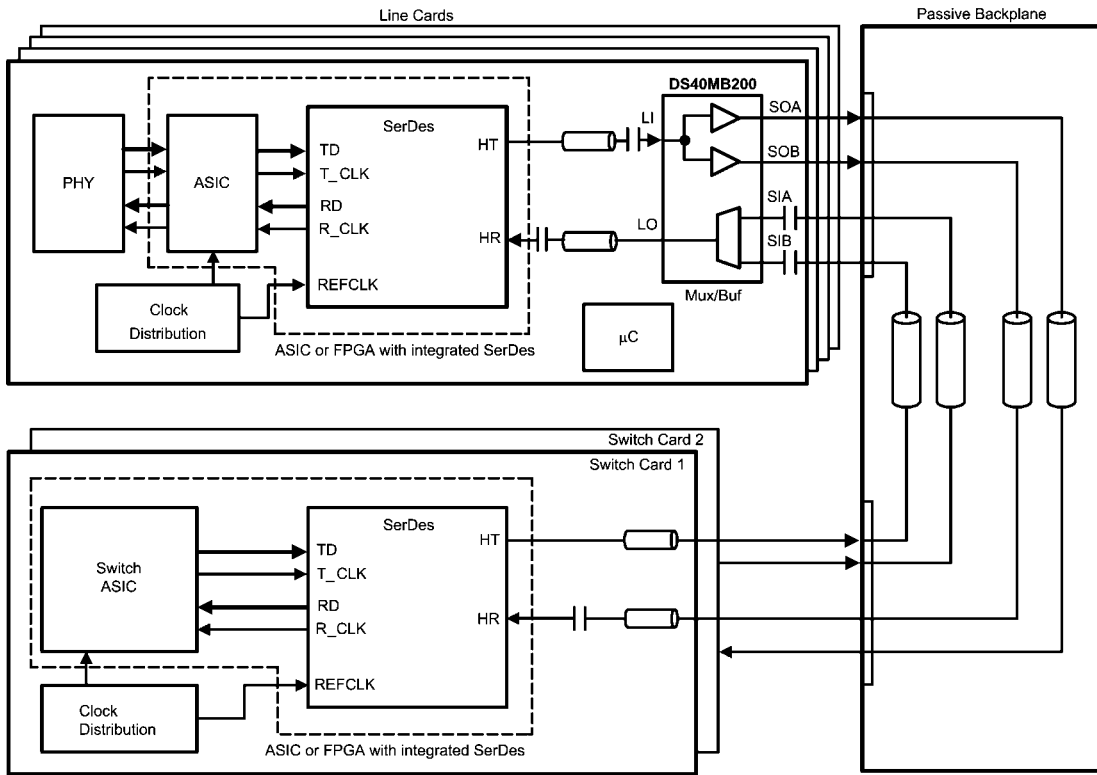 Line Cards
Passive Backplane
DS40MB200
SerDes
HT
LI
SOA
TD
PHY
ASIC
T_CLK
SOB
RD
SIA
R_CLK
HR
LO
SIB
REFCLK
Clock
Distribution
Mux/Buf
µC
ASIC or FPGA with integrated SerDes
Switch Card 2
Switch Card 1
SerDes
HT
TD
Switch
ASIC
T_CLK
RD
HR
R_CLK
REFCLK
Clock
Distribution
ASIC or FPGA with integrated SerDes